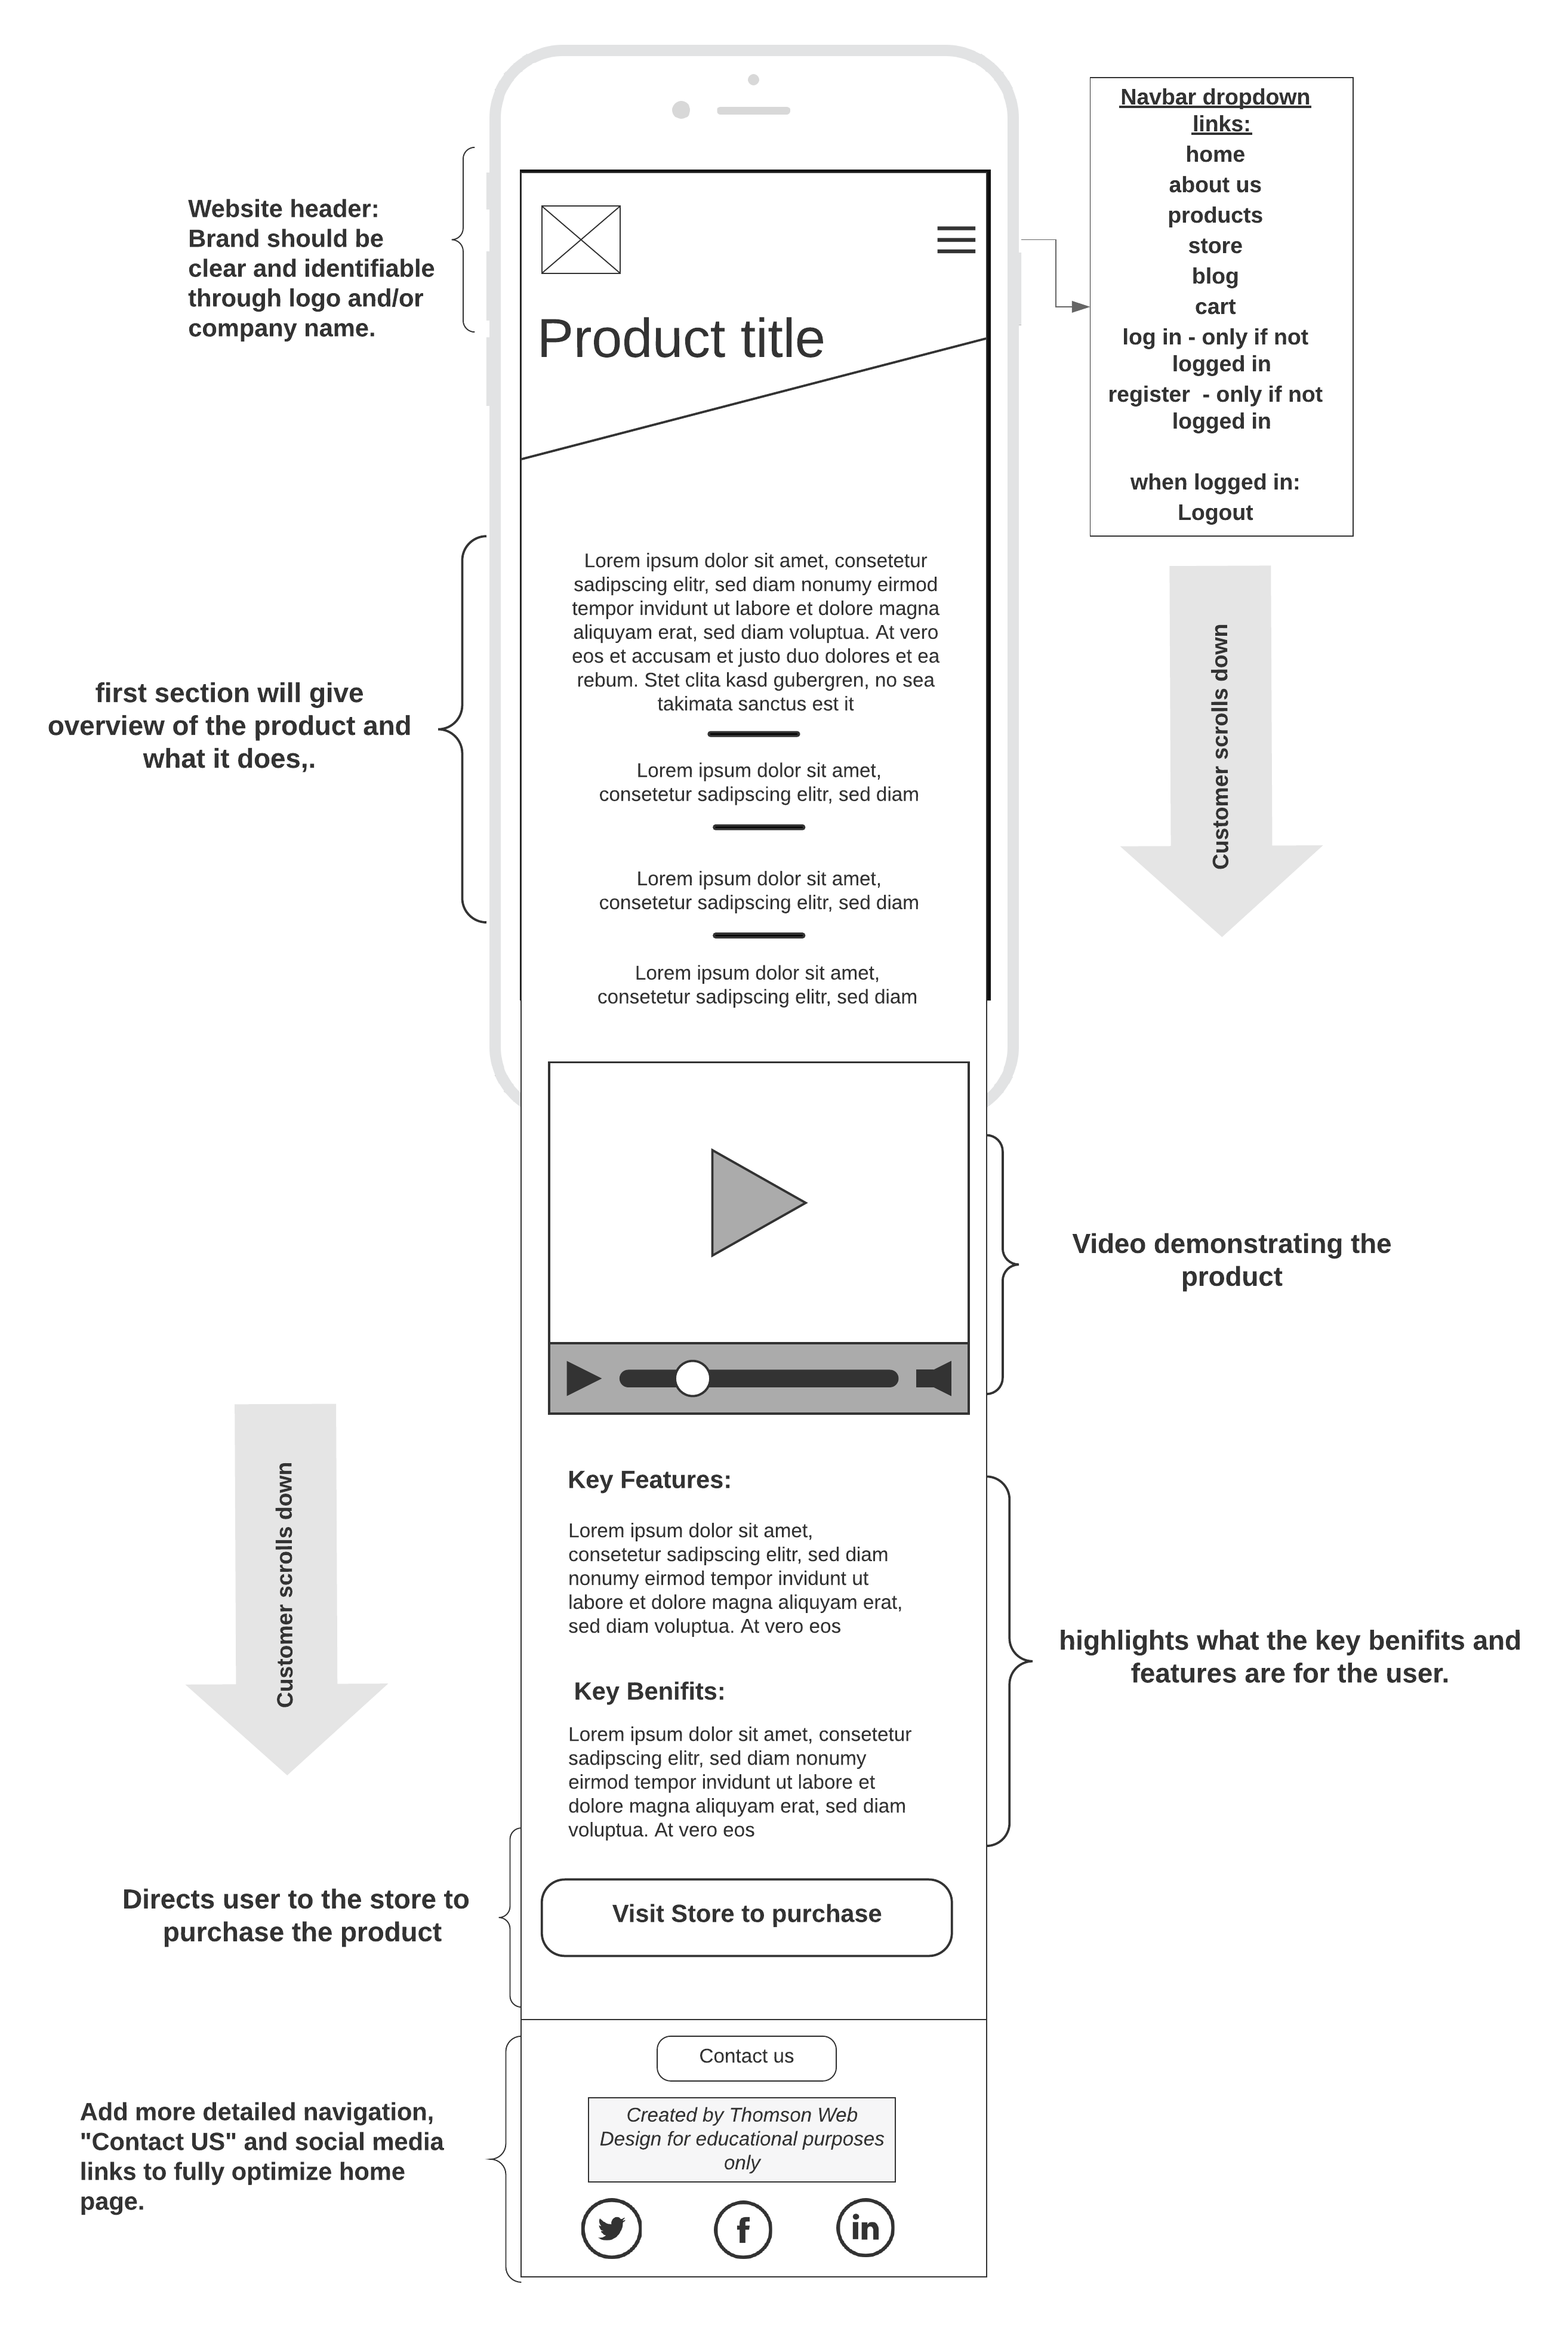 Navbar dropdown
links:
home
about us
products
store
blog
cart
log in - only if not
logged in
register  - only if not
logged in
when logged in:
Logout
Website header:
Brand should be
clear and identifiable
through logo and/or
company name.
Product title
Lorem ipsum dolor sit amet, consetetur
sadipscing elitr, sed diam nonumy eirmod
tempor invidunt ut labore et dolore magna
aliquyam erat, sed diam voluptua. At vero
eos et accusam et justo duo dolores et ea
rebum. Stet clita kasd gubergren, no sea
takimata sanctus est it
first section will give
overview of the product and
what it does,.
Customer scrolls down
Lorem ipsum dolor sit amet,
consetetur sadipscing elitr, sed diam
Lorem ipsum dolor sit amet,
consetetur sadipscing elitr, sed diam
Lorem ipsum dolor sit amet,
consetetur sadipscing elitr, sed diam
Video demonstrating the
product
Key Features:
Lorem ipsum dolor sit amet,
consetetur sadipscing elitr, sed diam
nonumy eirmod tempor invidunt ut
labore et dolore magna aliquyam erat,
sed diam voluptua. At vero eos
Customer scrolls down
highlights what the key benifits and
features are for the user.
Key Benifits:
Lorem ipsum dolor sit amet, consetetur
sadipscing elitr, sed diam nonumy
eirmod tempor invidunt ut labore et
dolore magna aliquyam erat, sed diam
voluptua. At vero eos
Directs user to the store to
purchase the product
Visit Store to purchase
Contact us
Created by Thomson Web
Design for educational purposes
only
Add more detailed navigation,
"Contact US" and social media
links to fully optimize home
page.
f
in